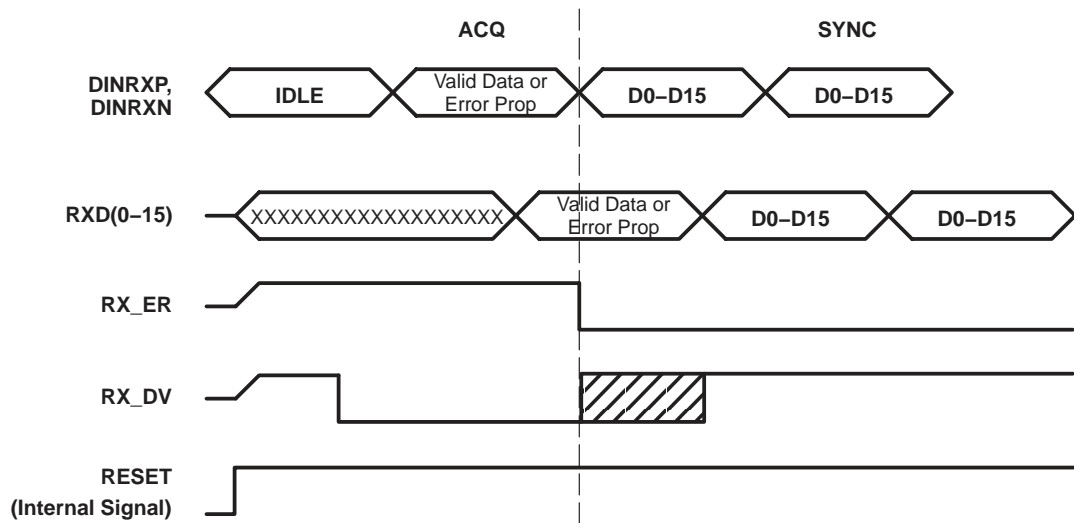 ACQ
SYNC
DINRXP,
DINRXN
IDLE
Valid Data or
Error Prop
D0–D15
D0–D15
RXD(0–15)
XXXXXXXXXXXXXXXXXXX
Valid Data or
Error Prop
D0–D15
D0–D15
RX_ER
RX_DV
RESET
(Internal Signal)